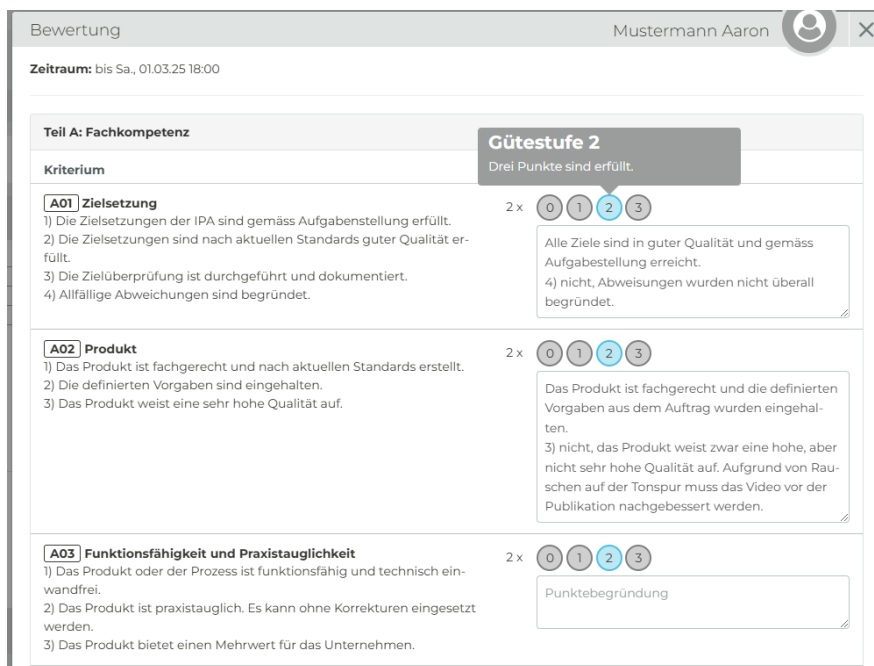 Bewertung
Mustermann Aaron
Zeitraum: bis Sa., 01.03.25 18:00
Teil A: Fachkompetenz
Gütestufe 2
Drei Punkte sind erfüllt.
Kriterium
A01 Zielsetzung
1) Die Zielsetzungen der IPA sind gemäss Aufgabenstellung erfüllt.
2) Die Zielsetzungen sind nach aktuellen Standards guter Qualität er-
füllt.
3) Die Zielüberprüfung ist durchgeführt und dokumentiert.
4) Allfällige Abweichungen sind begründet.
2 x 0 1 2 3
Alle Ziele sind in guter Qualität und gemäss
Aufgabestellung erreicht.
4) nicht, Abweisungen wurden nicht überall
begründet.
A02 Produkt
1) Das Produkt ist fachgerecht und nach aktuellen Standards erstellt.
2) Die definierten Vorgaben sind eingehalten.
3) Das Produkt weist eine sehr hohe Qualität auf.
2 x 0 1 2 3
Das Produkt ist fachgerecht und die definierten
Vorgaben aus dem Auftrag wurden eingehal-
ten.
3) nicht, das Produkt weist zwar eine hohe, aber
nicht sehr hohe Qualität auf. Aufgrund von Rau-
schen auf der Tonspur muss das Video vor der
Publikation nachgebessert werden.
A03 Funktionsfähigkeit und Praxistauglichkeit
1) Das Produkt oder der Prozess ist funktionsfähig und technisch ein-
wandfrei.
2) Das Produkt ist praxistauglich. Es kann ohne Korrekturen eingesetzt
werden.
3) Das Produkt bietet einen Mehrwert für das Unternehmen.
2 x 0 1 2 3
Punktebegründung